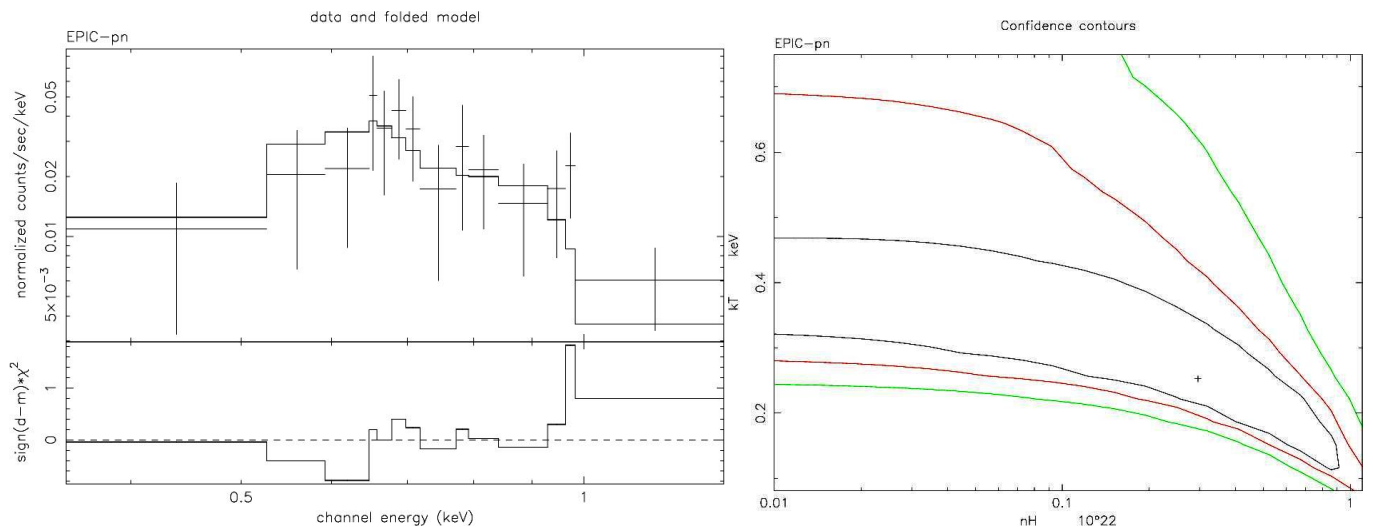 data and folded model
EPIC-pn
normalized counts/sec/keV
0.05
0.02
0.01
5×10⁻³
sign(d-m)*χ²
1
0
0.5
1
channel energy (keV)
Confidence contours
EPIC-pn
kT keV
0.6
0.4
0.2
0.01
0.1
1
nH 10^22